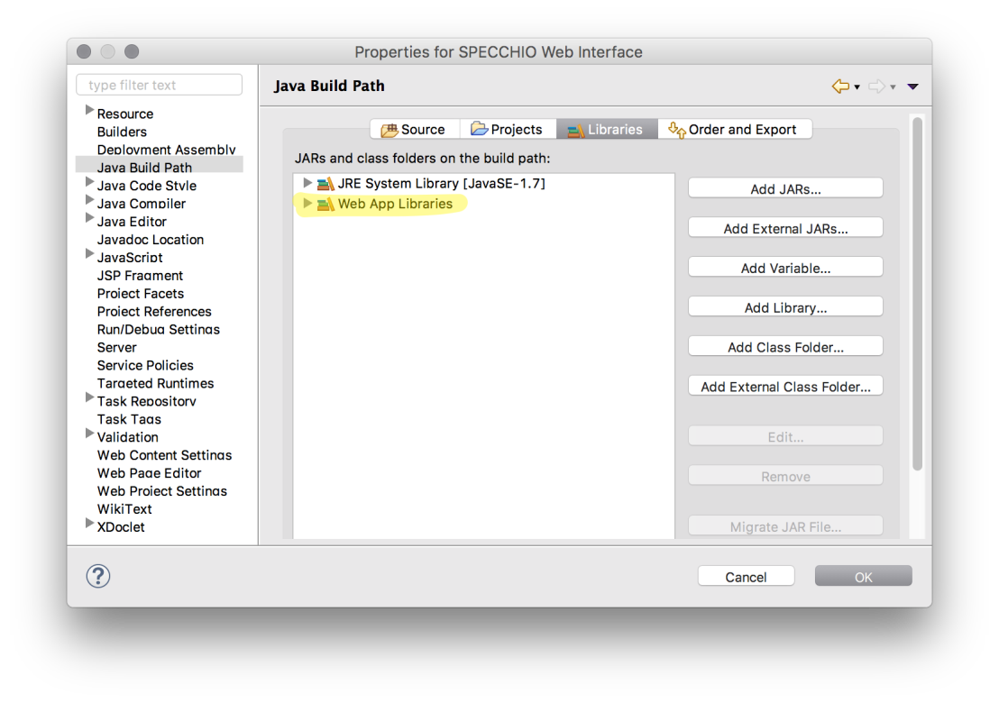 Properties for SPECCHIO Web Interface
type filter text
Resource
Builders
Deployment Assembly
Java Build Path
Java Code Style
Java Compiler
Java Editor
Javadoc Location
JavaScript
JSP Fragment
Project Facets
Project References
Run/Debug Settings
Server
Service Policies
Targeted Runtimes
Task Repository
Task Tags
Validation
Web Content Settings
Web Page Editor
Web Project Settings
WikiText
XDoclet
Java Build Path
Source Projects Libraries Order and Export
JARs and class folders on the build path:
JRE System Library [JavaSE-1.7]
Web App Libraries
Add JARs...
Add External JARs...
Add Variable...
Add Library...
Add Class Folder...
Add External Class Folder...
Edit...
Remove
Migrate JAR File...
?
Cancel OK